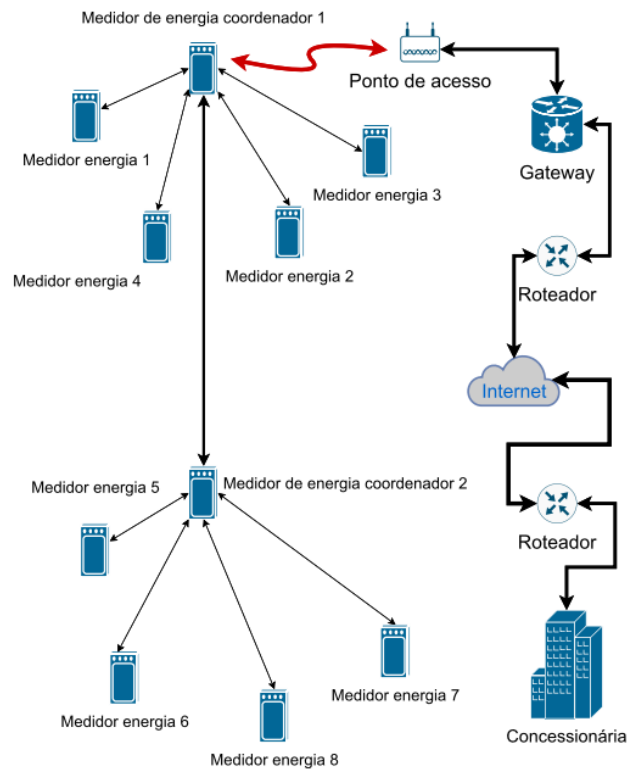 Medidor de energia coordenador 1
Ponto de acesso
Medidor energia 1
Gateway
Medidor energia 3
Medidor energia 4
Medidor energia 2
Roteador
Internet
Medidor energia 5
Medidor de energia coordenador 2
Roteador
Medidor energia 6
Medidor energia 7
Medidor energia 8
Concessionária